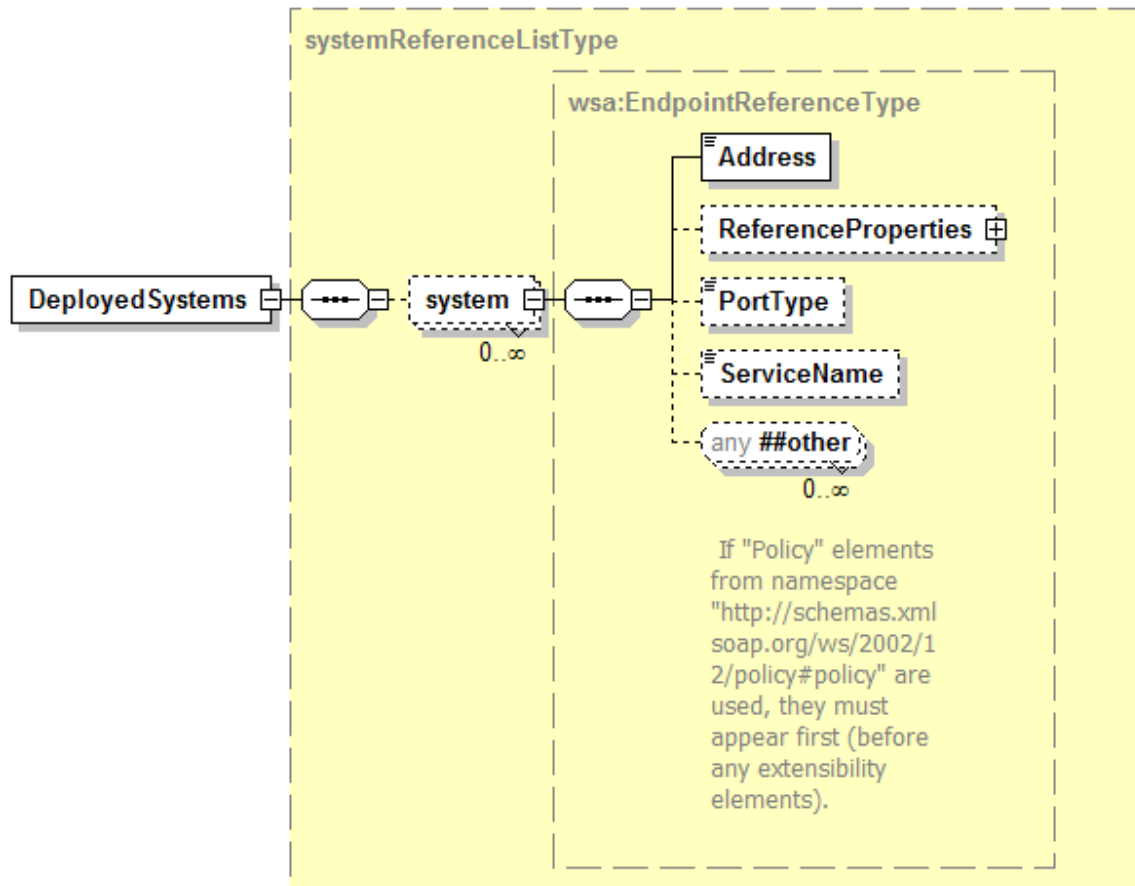 systemReferenceListType
wsa:EndpointReferenceType
Address
ReferenceProperties
DeployedSystems
system
0..∞
PortType
ServiceName
any ##other
0..∞
If "Policy" elements
from namespace
"http://schemas.xml
soap.org/ws/2002/1
2/policy#policy" are
used, they must
appear first (before
any extensibility
elements).